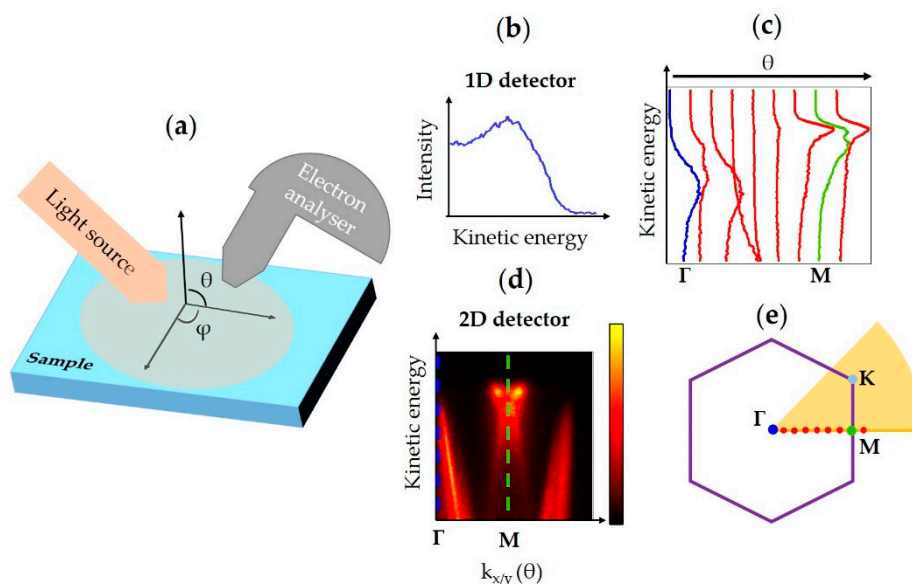 (a)
Light source
Electron
analyser
θ
φ
Sample
(b)
1D detector
Intensity
Kinetic energy
(c)
θ
Kinetic energy
Γ
M
(d)
2D detector
Kinetic energy
Γ
M
kx/y (θ)
(e)
K
Γ
M